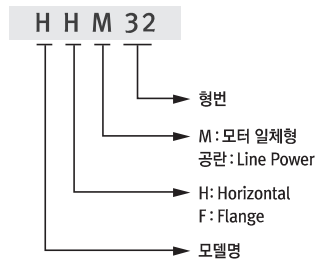 H H M 32
형번
M : 모터 일체형
공란 : Line Power
H : Horizontal
F : Flange
모델명